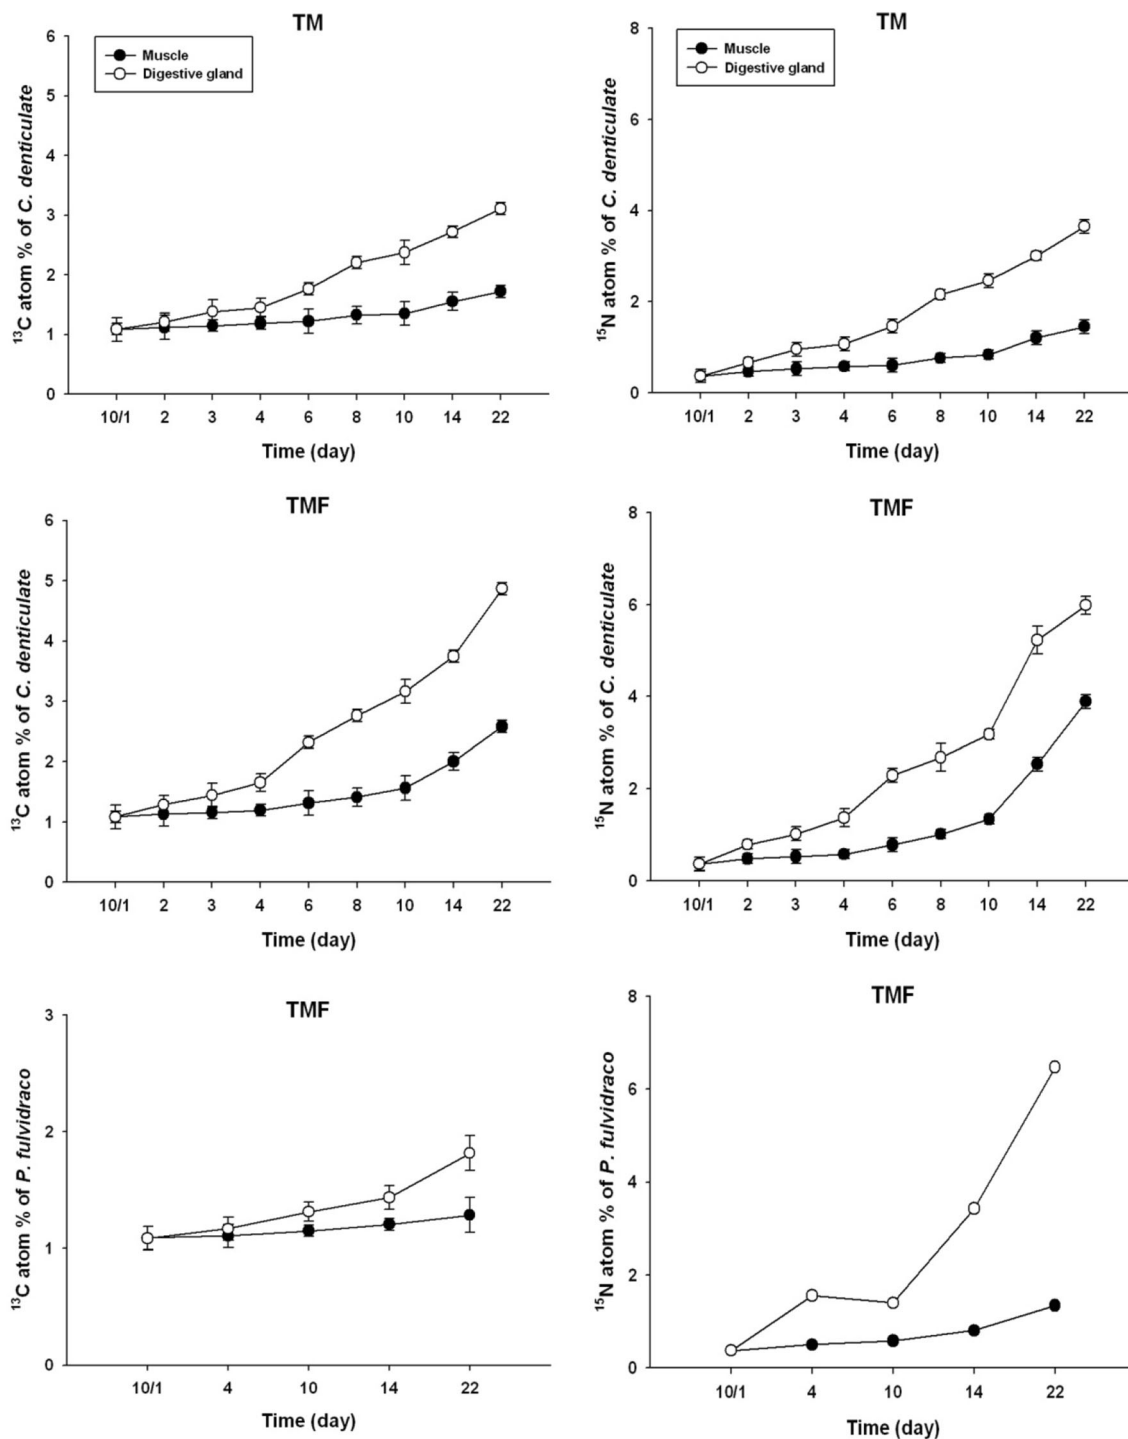 TM
Muscle
Digestive gland
¹³C atom % of C. denticulate
6
5
4
3
2
1
0
10/1 2 3 4 6 8 10 14 22
Time (day)
TM
Muscle
Digestive gland
¹⁵N atom % of C. denticulate
8
6
4
2
0
10/1 2 3 4 6 8 10 14 22
Time (day)
TMF
¹³C atom % of C. denticulate
6
5
4
3
2
1
0
10/1 2 3 4 6 8 10 14 22
Time (day)
TMF
¹⁵N atom % of C. denticulate
8
6
4
2
0
10/1 2 3 4 6 8 10 14 22
Time (day)
TMF
¹³C atom % of P. fulvidraco
3
2
1
0
10/1 4 10 14 22
Time (day)
TMF
¹⁵N atom % of P. fulvidraco
8
6
4
2
0
10/1 4 10 14 22
Time (day)